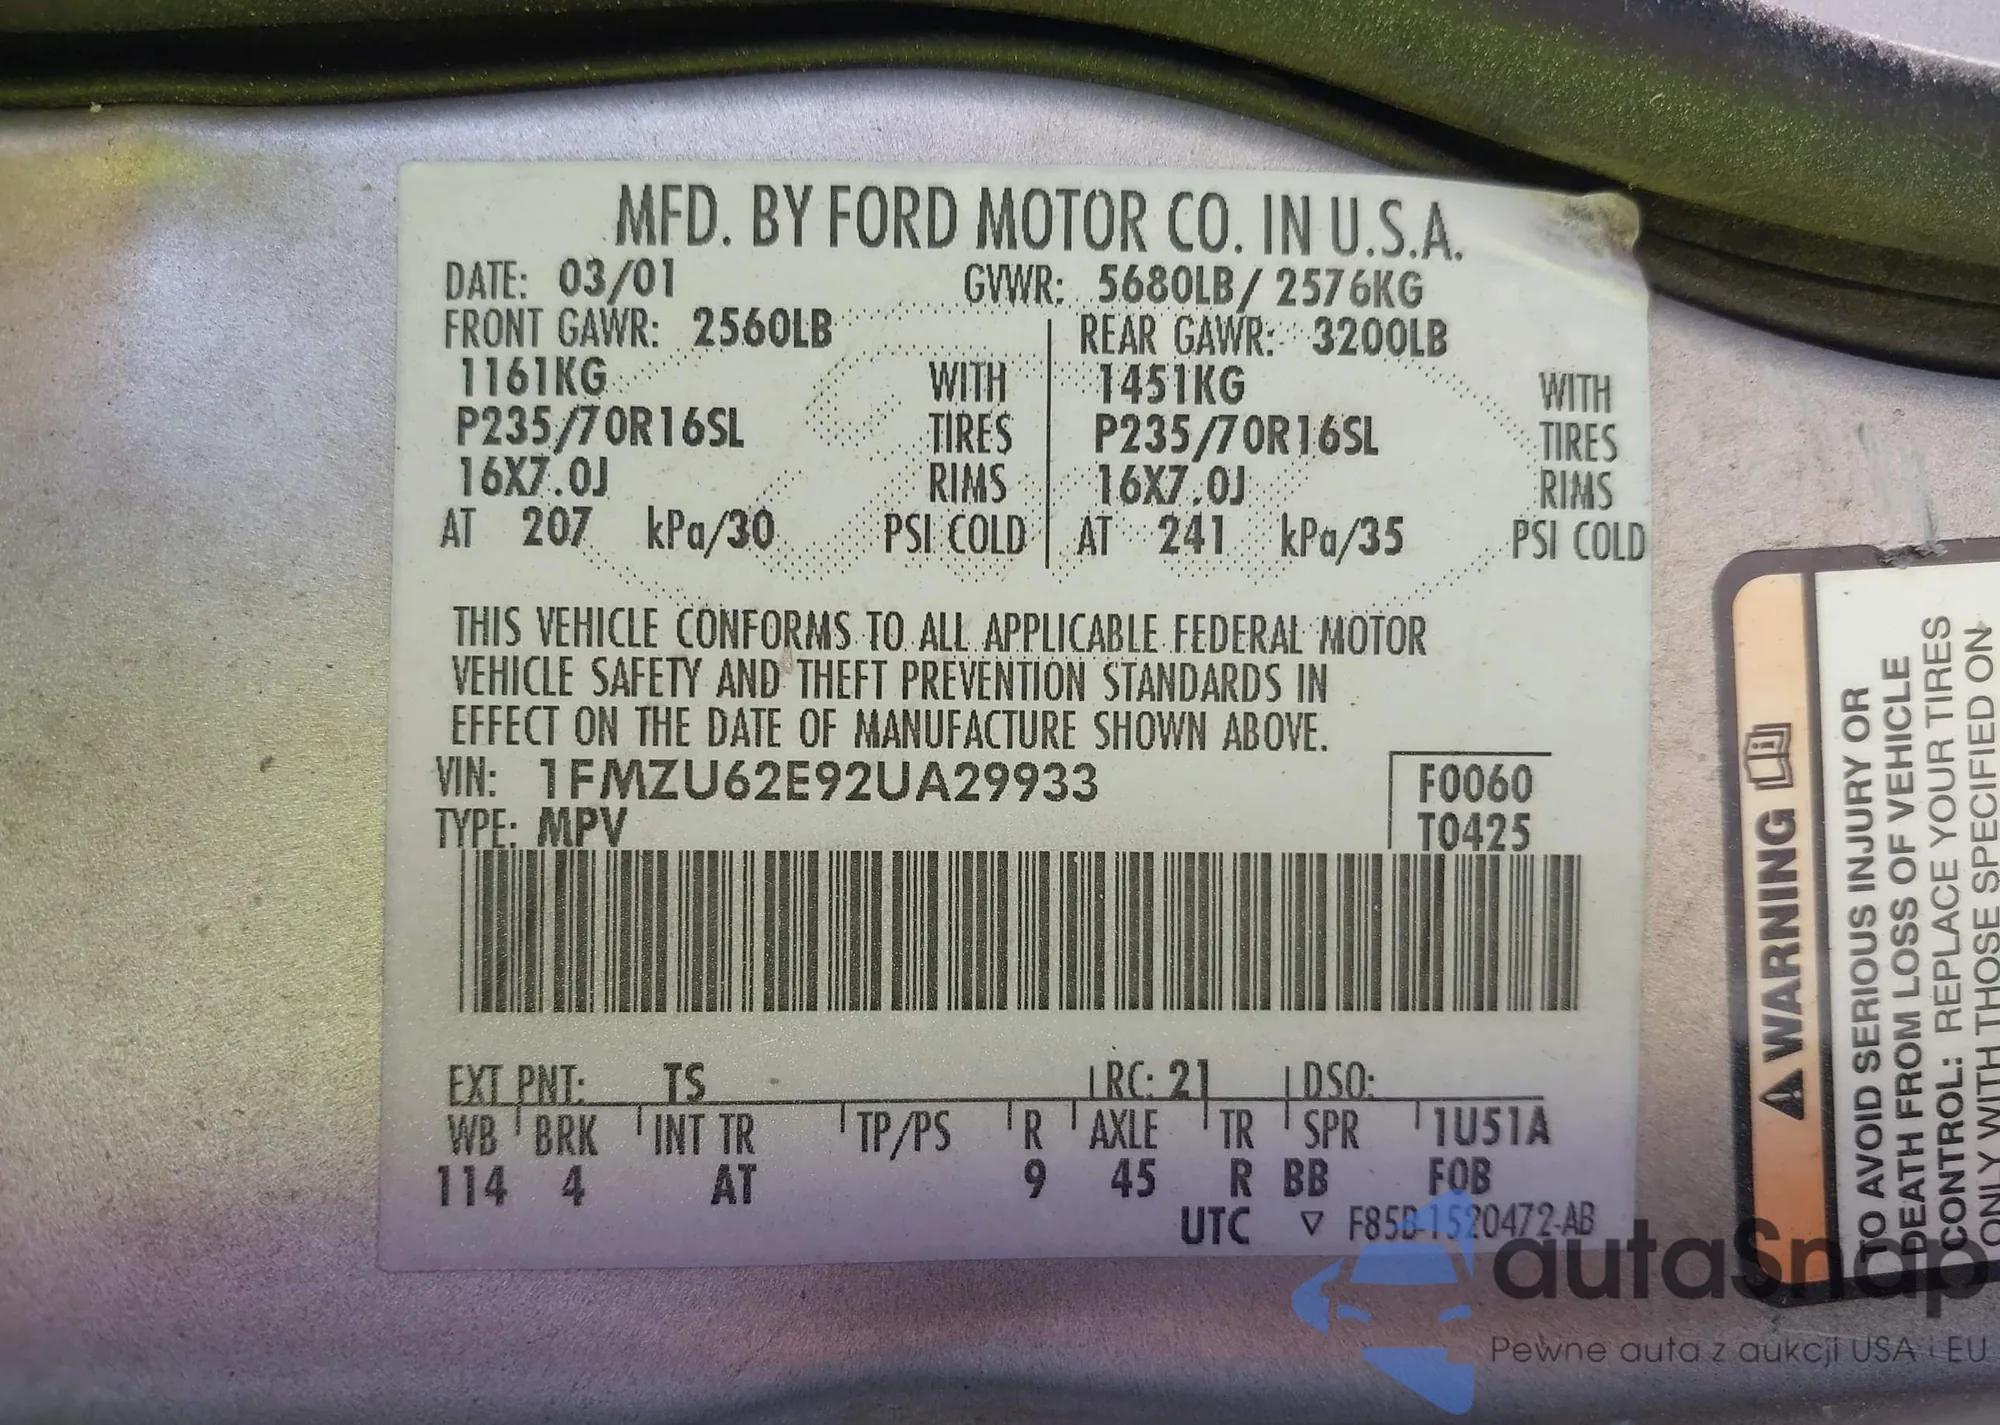 MFD. BY FORD MOTOR CO. IN U.S.A.
DATE: 03/01 GVWR: 5680LB/ 2576KG
FRONT GAWR: 2560LB REAR GAWR: 3200LB
1161KG WITH 1451KG WITH
P235/70R16SL TIRES P235/70R16SL TIRES
16X7.0J RIMS 16X7.0J RIMS
AT 207 kPa/30 PSI COLD AT 241 kPa/35 PSI COLD
THIS VEHICLE CONFORMS TO ALL APPLICABLE FEDERAL MOTOR
VEHICLE SAFETY AND THEFT PREVENTION STANDARDS IN
EFFECT ON THE DATE OF MANUFACTURE SHOWN ABOVE.
VIN: 1FMZU62E92UA29933 F0060
TYPE: MPV T0425
EXT PNT: TS RC: 21 DSO:
WB BRK INT TR TP/PS R AXLE TR SPR 1U51A
114 4 AT 9 45 R BB F0B
UTC ▽ F85B-1520472-AB
⚠ WARNING
TO AVOID SERIOUS INJURY OR
DEATH FROM LOSS OF VEHICLE
CONTROL: REPLACE YOUR TIRES
ONLY WITH THOSE SPECIFIED ON
autaSnap
Pewne auta z aukcji USA i EU